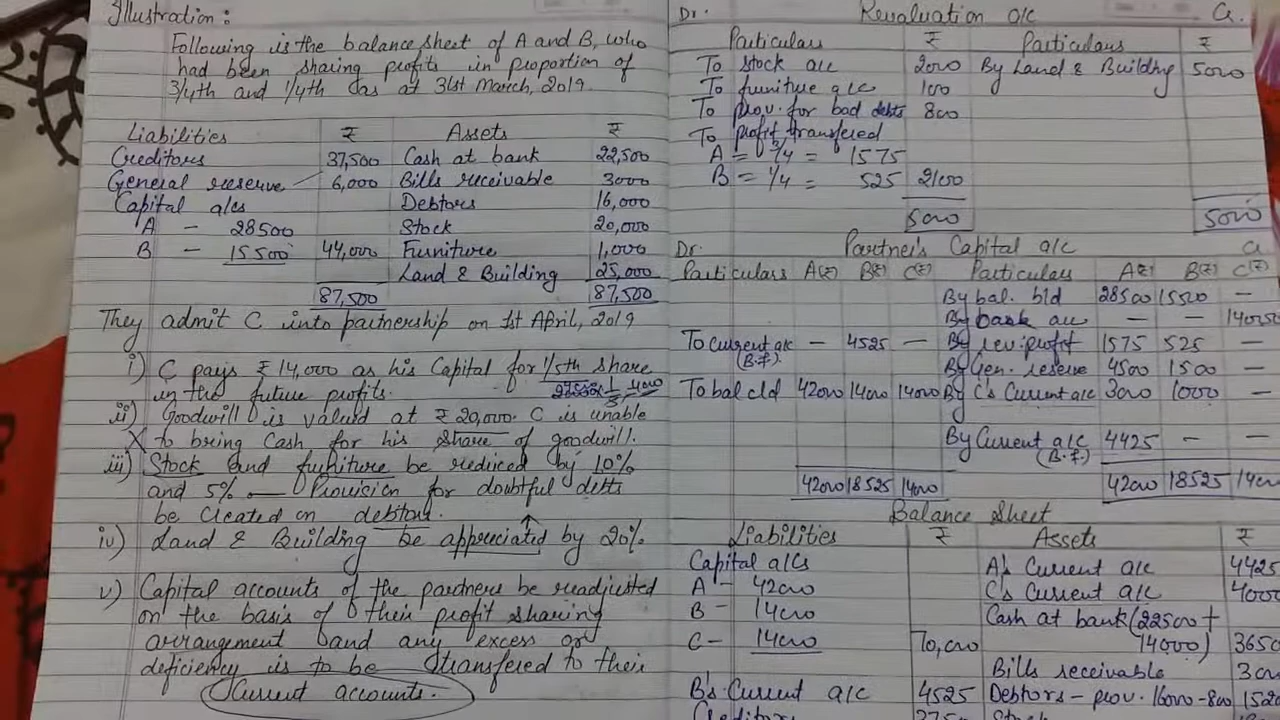 Illustration :
Following is the balance sheet of A and B, who
had been sharing profits in proportion of
3/4th and 1/4th as at 31st March, 2019.
Liabilities ₹ Assets ₹
Creditors 37,500 Cash at bank 22,500
General reserve 6,000 Bills receivable 3000
Capital a/cs Debtors 16,000
A - 28500 Stock 20,000
B - 15500 44,000 Furniture 1,000
Land & Building 25,000
87,500 87,500
They admit C into partnership on 1st April, 2019
i) C pays ₹ 14,000 as his Capital for 1/5th share
in the future profits.
ii) Goodwill is valued at ₹ 20,000. C is unable
to bring Cash for his share of goodwill.
iii) Stock and furniture be reduced by 10%
and 5% Provision for doubtful debts
be created on debtors.
iv) Land & Building be appreciated by 20%.
v) Capital accounts of the partners be readjusted
on the basis of their profit sharing
arrangement and any excess or
deficiency is to be transfered to their
Current accounts.
Dr. Revaluation a/c Cr.
Particulars ₹ Particulars ₹
To stock a/c 2000 By Land & Building 5000
To furniture a/c 100
To prov. for bad debts 800
To profit transfered
A = 3/4 = 1575
B = 1/4 = 525 2100
5000 5000
Dr. Partner's Capital a/c Cr
Particulars A(₹) B(₹) C(₹) Particulars A(₹) B(₹) C(₹)
By bal. b/d 28500 15500 -
By bank a/c - - 14000
To current a/c - 4525 - By rev. profit 1575 525 -
(B.f.)
By Gen. reserve 4500 1500 -
To bal c/d 42000 14000 14000 By C's Current a/c 3000 1000 -
By Current a/c 4425 - -
(B.f.)
42000 18525 14000 42000 18525 1400
Balance Sheet
Liabilities ₹ Assets ₹
Capital a/cs A's Current a/c 4425
A - 42000 C's Current a/c 4000
B - 14000 Cash at bank (22500 +
C - 14000 70,000 14000) 3650
Bills receivable 300
B's Current a/c 4525 Debtors - prov. 16000 - 800 1520